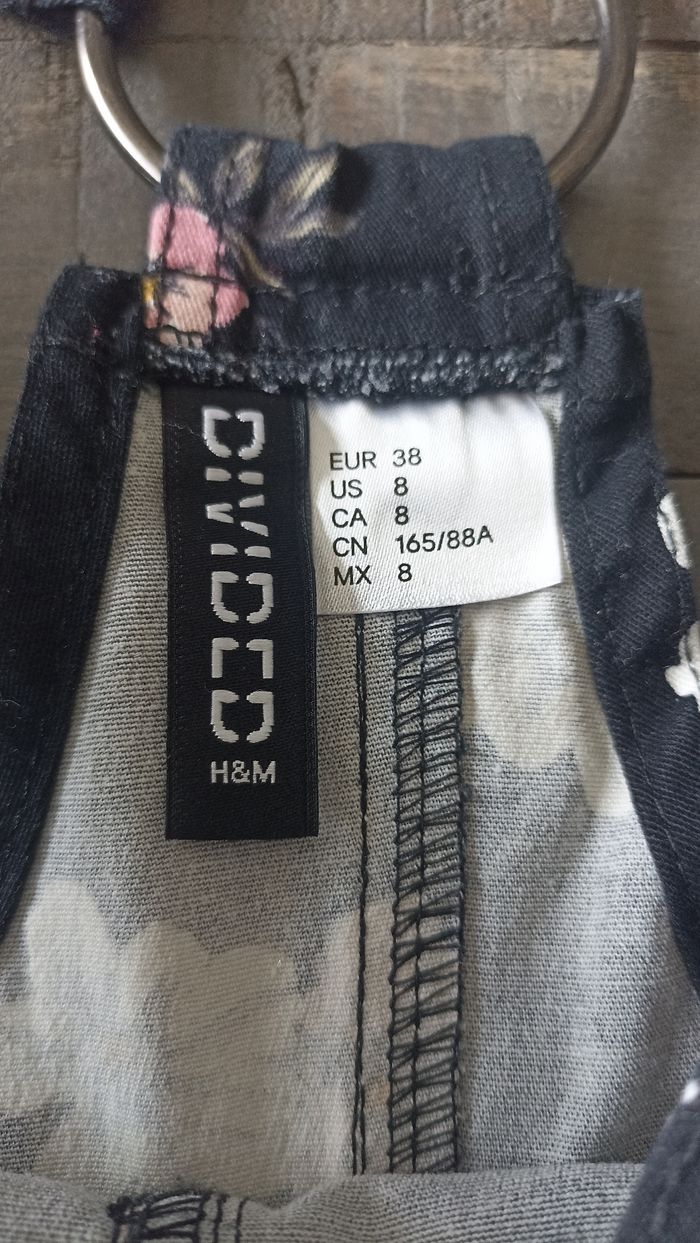 DIVIDED
H&M
EUR 38
US 8
CA 8
CN 165/88A
MX 8